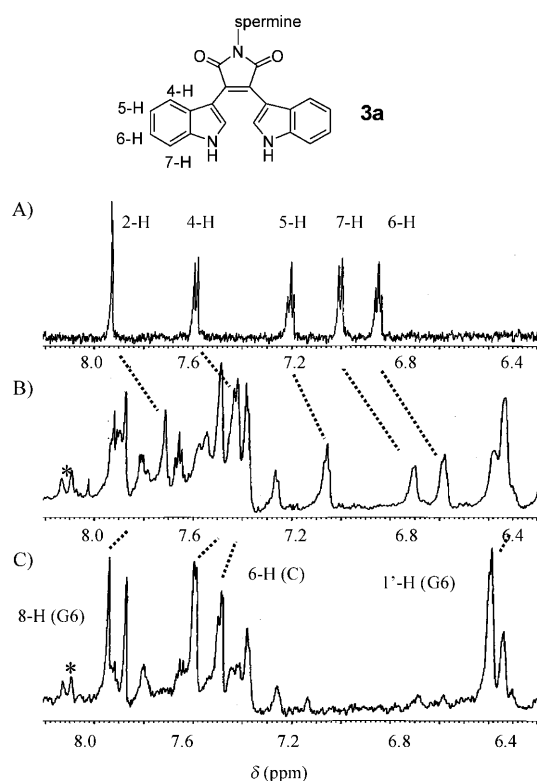 spermine
O N O
4-H
5-H
6-H
7-H
N H
N H
3a
A)
2-H 4-H 5-H 7-H 6-H
8.0 7.6 7.2 6.8 6.4
B)
*
8.0 7.6 7.2 6.8 6.4
C)
8-H (G6)
6-H (C)
1'-H (G6)
*
8.0 7.6 7.2 6.8 6.4
δ (ppm)